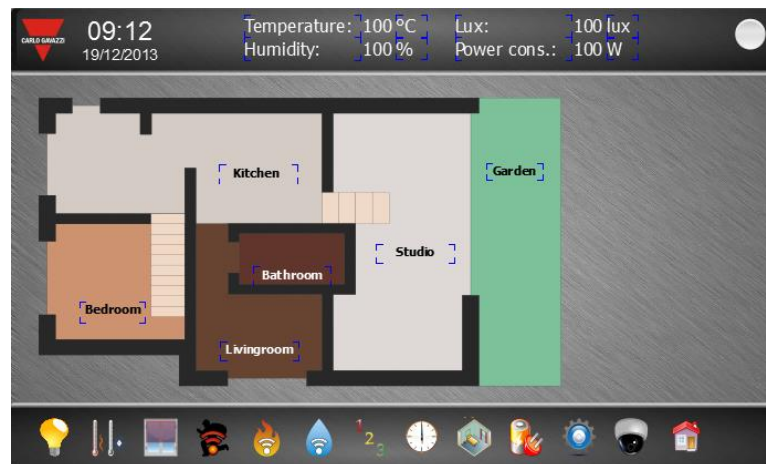 CARLO GAVAZZI
09:12
19/12/2013
Temperature: 100 °C Lux: 100 lux
Humidity: 100 % Power cons.: 100 W
Kitchen
Garden
Studio
Bathroom
Bedroom
Livingroom
1
2
3